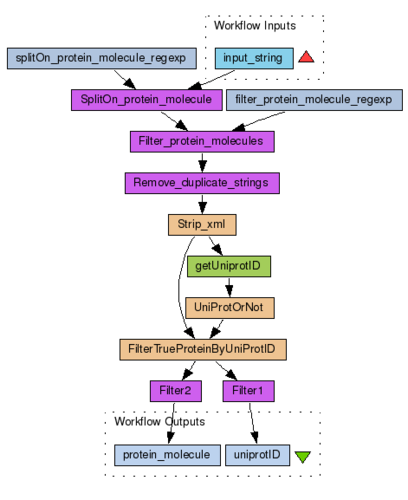 Workflow Inputs
splitOn_protein_molecule_regexp
input_string
SplitOn_protein_molecule
filter_protein_molecule_regexp
Filter_protein_molecules
Remove_duplicate_strings
Strip_xml
getUniprotID
UniProtOrNot
FilterTrueProteinByUniProtID
Filter2
Filter1
Workflow Outputs
protein_molecule
uniprotID